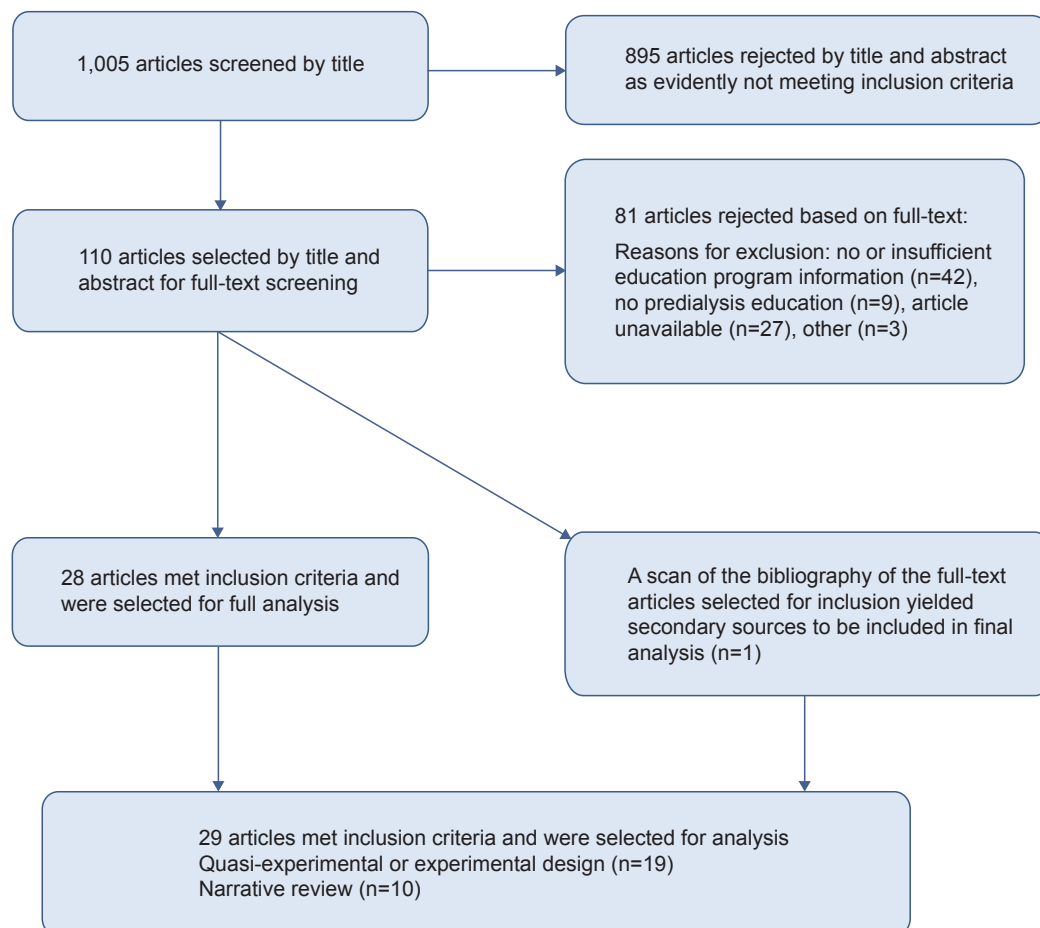 1,005 articles screened by title
895 articles rejected by title and abstract
as evidently not meeting inclusion criteria
110 articles selected by title and
abstract for full-text screening
81 articles rejected based on full-text:
Reasons for exclusion: no or insufficient
education program information (n=42),
no predialysis education (n=9), article
unavailable (n=27), other (n=3)
28 articles met inclusion criteria and
were selected for full analysis
A scan of the bibliography of the full-text
articles selected for inclusion yielded
secondary sources to be included in final
analysis (n=1)
29 articles met inclusion criteria and were selected for analysis
Quasi-experimental or experimental design (n=19)
Narrative review (n=10)